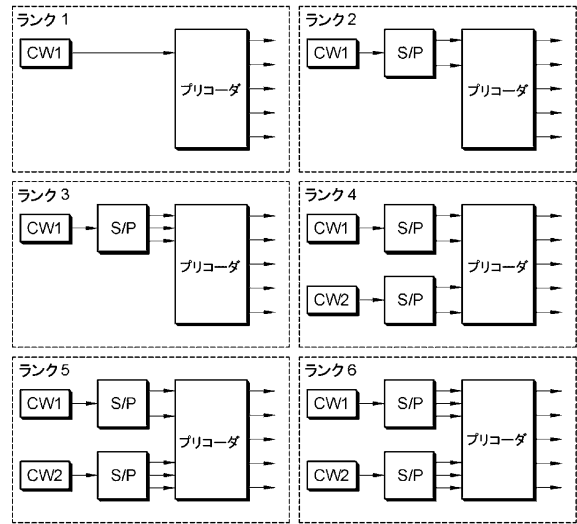 ランク 1
CW1
プリコーダ
ランク 2
CW1
S/P
プリコーダ
ランク 3
CW1
S/P
プリコーダ
ランク 4
CW1
S/P
プリコーダ
CW2
S/P
ランク 5
CW1
S/P
プリコーダ
CW2
S/P
ランク 6
CW1
S/P
プリコーダ
CW2
S/P